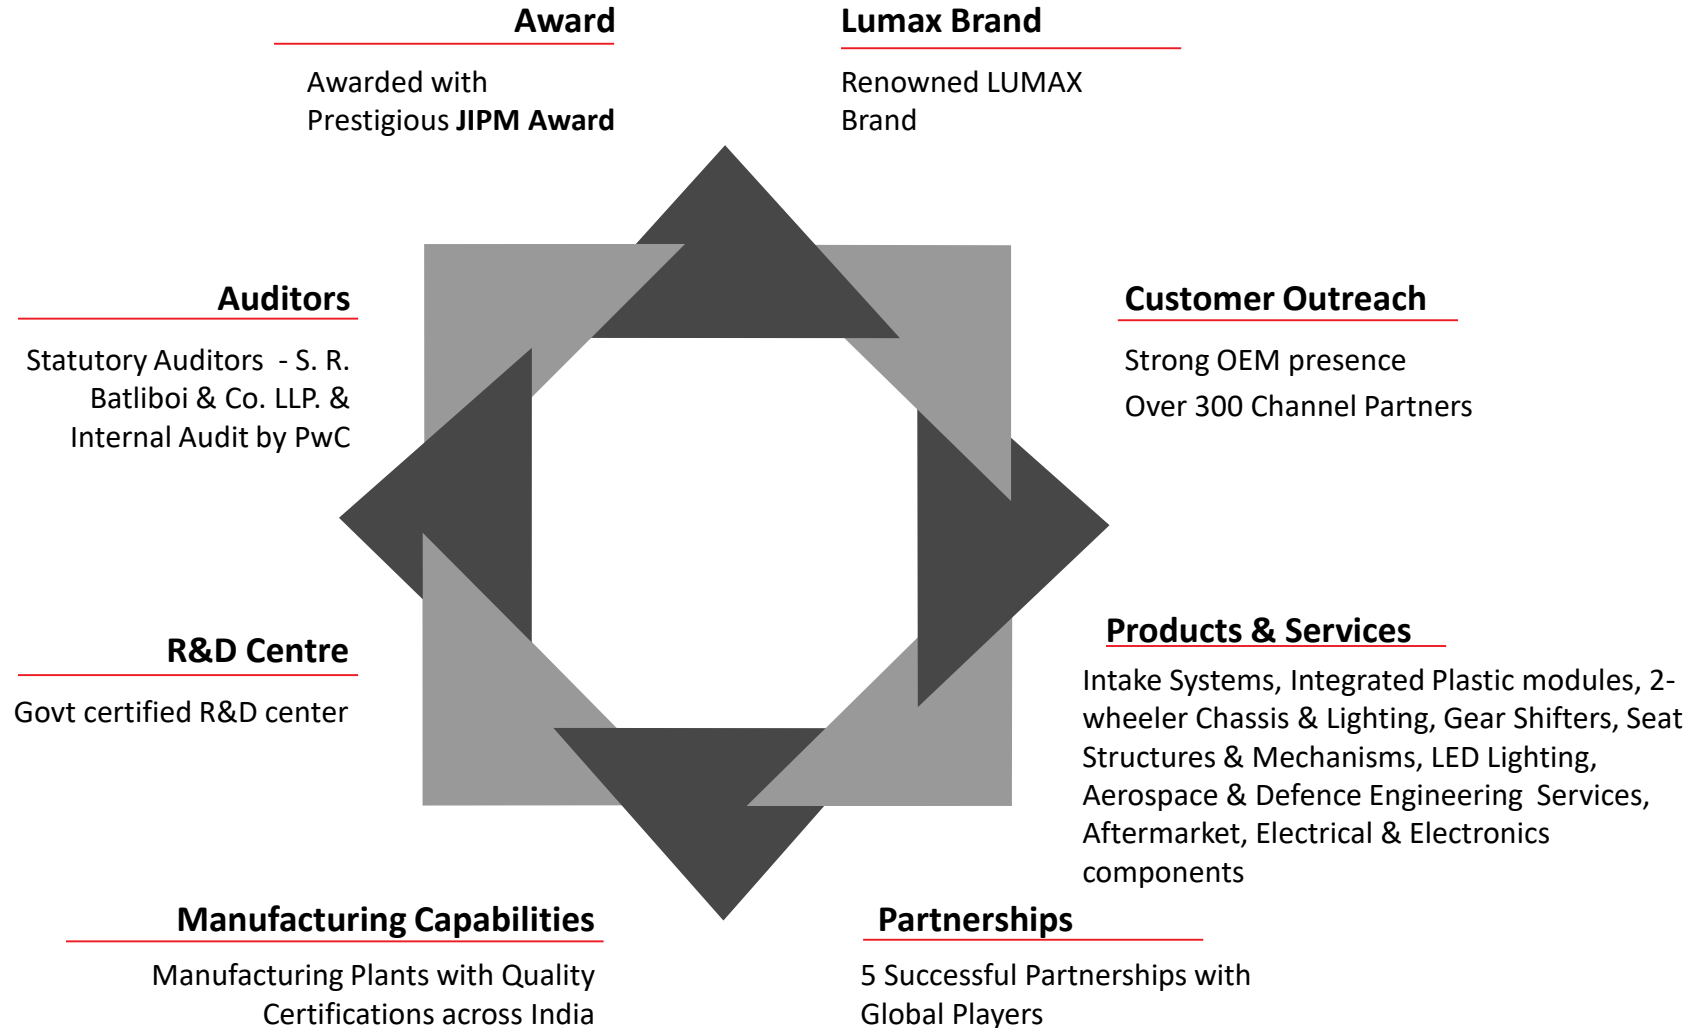 Award
Awarded with
Prestigious JIPM Award
Lumax Brand
Renowned LUMAX
Brand
Auditors
Statutory Auditors  - S. R.
Batliboi & Co. LLP. &
Internal Audit by PwC
Customer Outreach
Strong OEM presence
Over 300 Channel Partners
R&D Centre
Govt certified R&D center
Products & Services
Intake Systems, Integrated Plastic modules, 2-
wheeler Chassis & Lighting, Gear Shifters, Seat
Structures & Mechanisms, LED Lighting,
Aerospace & Defence Engineering  Services,
Aftermarket, Electrical & Electronics
components
Manufacturing Capabilities
Manufacturing Plants with Quality
Certifications across India
Partnerships
5 Successful Partnerships with
Global Players